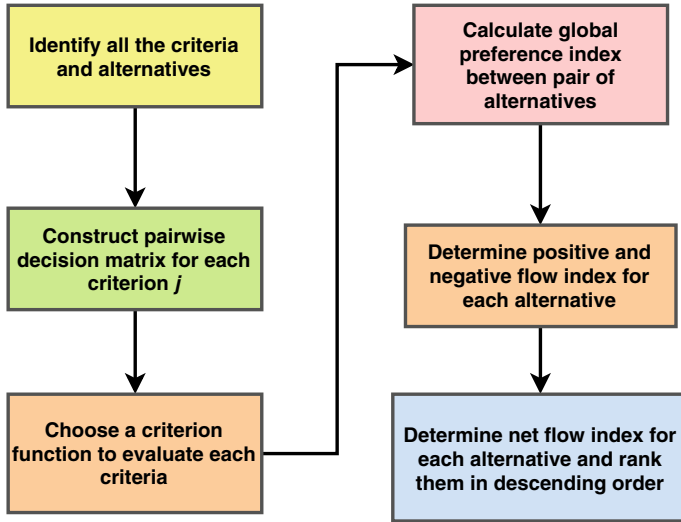 Identify all the criteria
and alternatives
Construct pairwise
decision matrix for each
criterion j
Choose a criterion
function to evaluate each
criteria
Calculate global
preference index
between pair of
alternatives
Determine positive and
negative flow index for
each alternative
Determine net flow index for
each alternative and rank
them in descending order